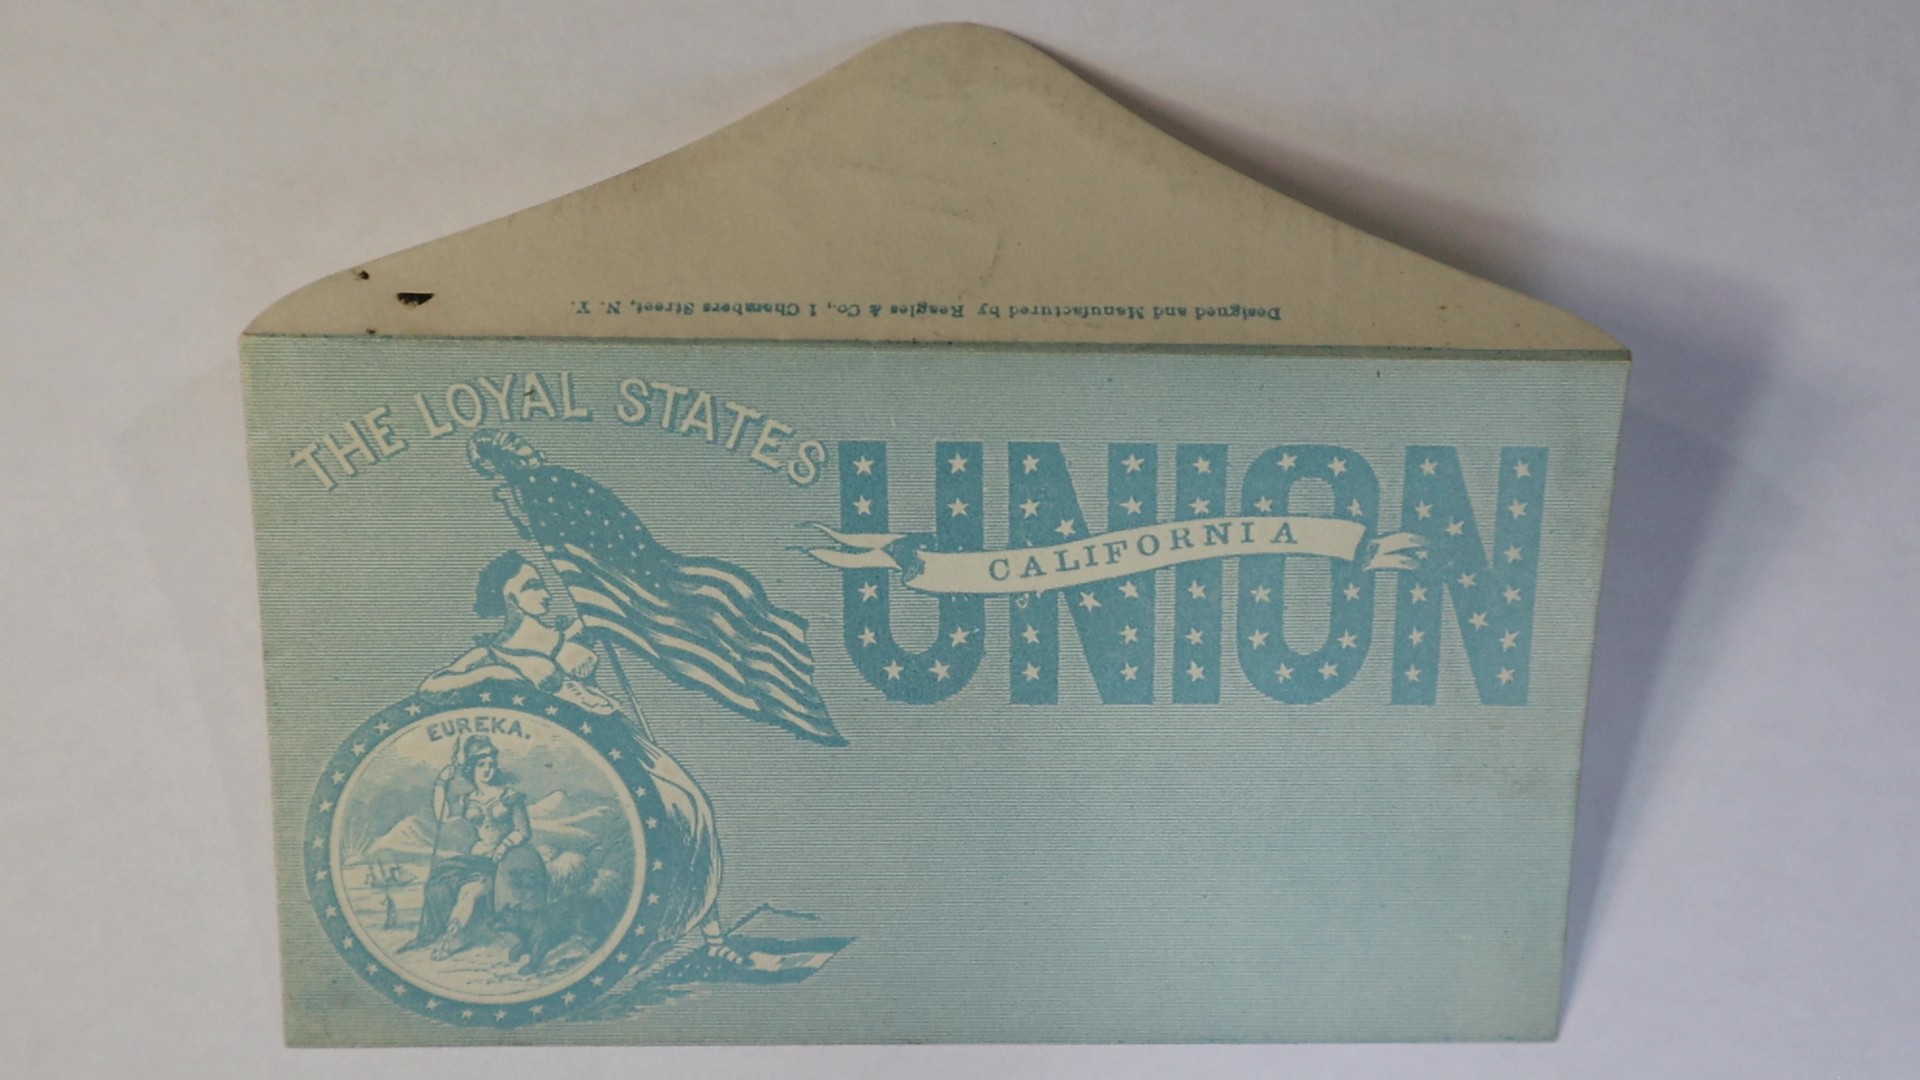 Designed and Manufactured by Reagles & Co., 1 Chambers Street, N. Y.
THE LOYAL STATES
UNION
CALIFORNIA
EUREKA.